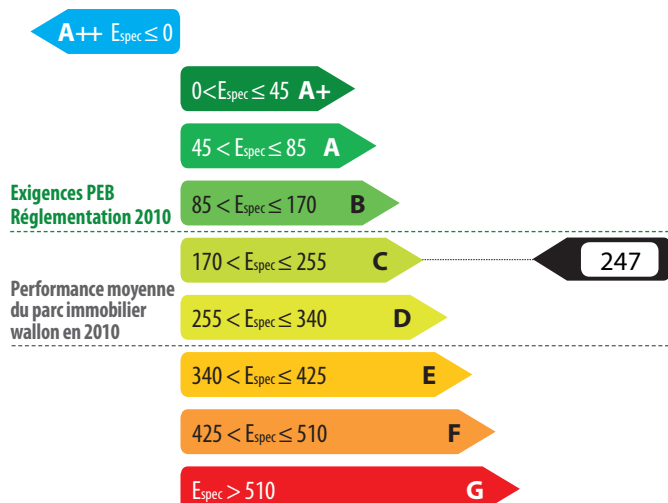 A++ Espec ≤ 0
0<Espec ≤ 45 A+
45 < Espec ≤ 85 A
Exigences PEB
Réglementation 2010
85 < Espec ≤ 170 B
170 < Espec ≤ 255 C
247
Performance moyenne
du parc immobilier
wallon en 2010
255 < Espec ≤ 340 D
340 < Espec ≤ 425 E
425 < Espec ≤ 510 F
Espec > 510 G